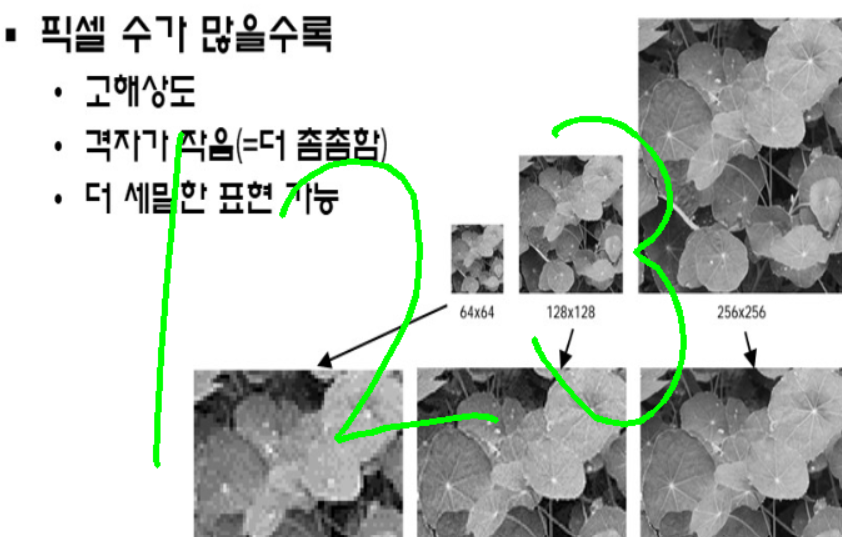 ▪ 픽셀 수가 많을수록
• 고해상도
• 격자가 작음(=더 촘촘함)
• 더 세밀한 표현 가능
64x64
128x128
256x256
123